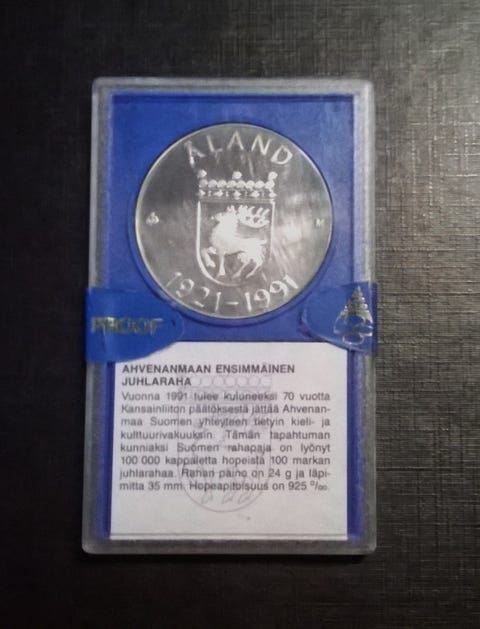 ÅLAND
M
1921-1991
PROOF
AHVENANMAAN ENSIMMÄINEN
JUHLARAHA
Vuonna 1991 tulee kuluneeksi 70 vuotta
Kansainliiton päätöksestä jättää Ahvenan-
maa Suomen yhteyteen tietyin kieli- ja
kulttuurivakuuksin. Tämän tapahtuman
kunniaksi Suomen rahapaja on lyönyt
100 000 kappaletta hopeista 100 markan
juhlarahaa. Rahan paino on 24 g ja läpi-
mitta 35 mm. Hopeapitoisuus on 925 ⁰/₀₀.